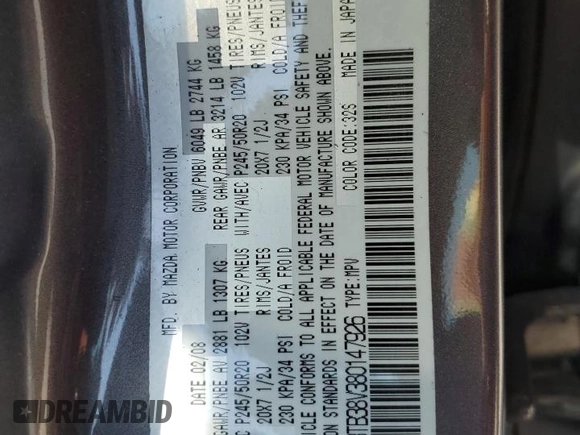 MFD. BY MAZDA MOTOR CORPORATION
DATE 02/08 GVWR/PNBV 6049 LB 2744 KG
GAWR/PNBE AV 2881 LB 1307 KG REAR GAWR/PNBE AR 3214 LB 1458 KG
P245/50R20 102V TIRES/PNEUS WITH/AVEC P245/50R20 102V TIRES/PNEUS
20X7 1/2J RIMS/JANTES 20X7 1/2J RIMS/JANTES
230 KPA/34 PSI COLD/A FROID 230 KPA/34 PSI COLD/A FROID
CONFORMS TO ALL APPLICABLE FEDERAL MOTOR VEHICLE SAFETY AND THEFT
STANDARDS IN EFFECT ON THE DATE OF MANUFACTURE SHOWN ABOVE.
TB38V380147926 TYPE: MPV
COLOR CODE: 32S MADE IN JAPAN
DEALERSHIP.COM